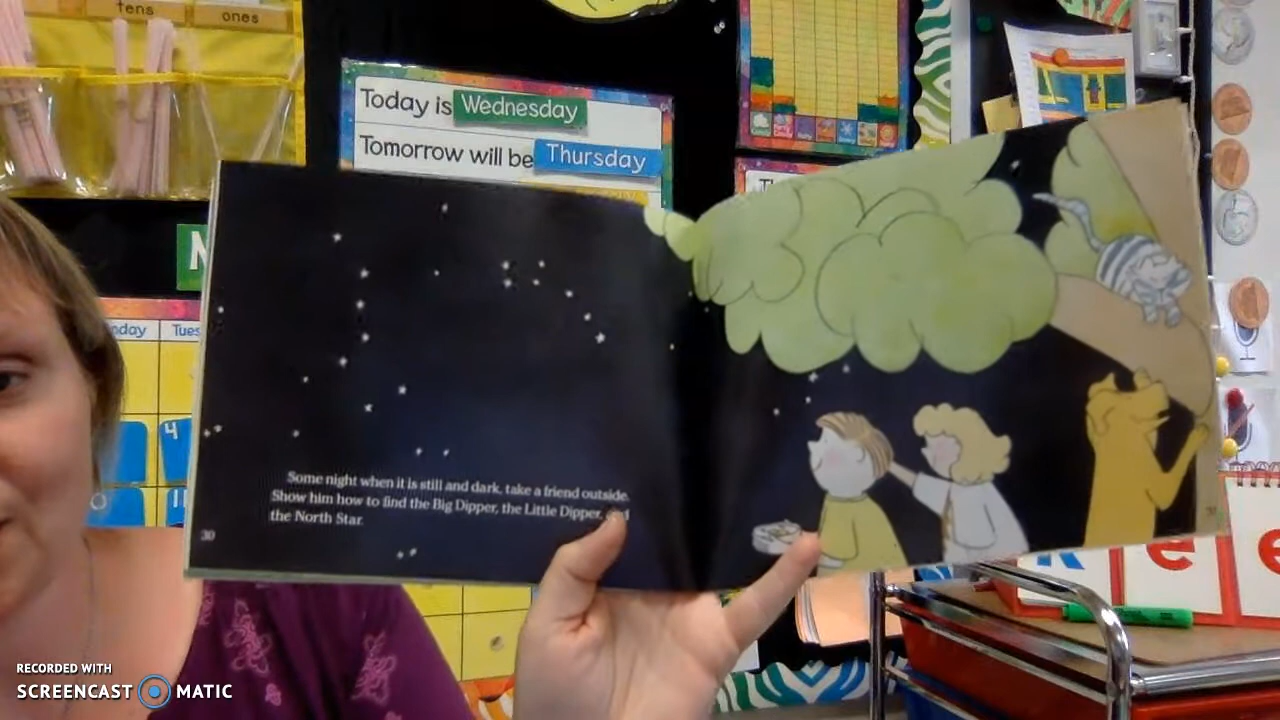 tens
ones
Today is Wednesday
Tomorrow will be Thursday
Tues
Some night when it is still and dark, take a friend outside.
Show him how to find the Big Dipper, the Little Dipper, and
the North Star.
30
31
RECORDED WITH
SCREENCAST MATIC